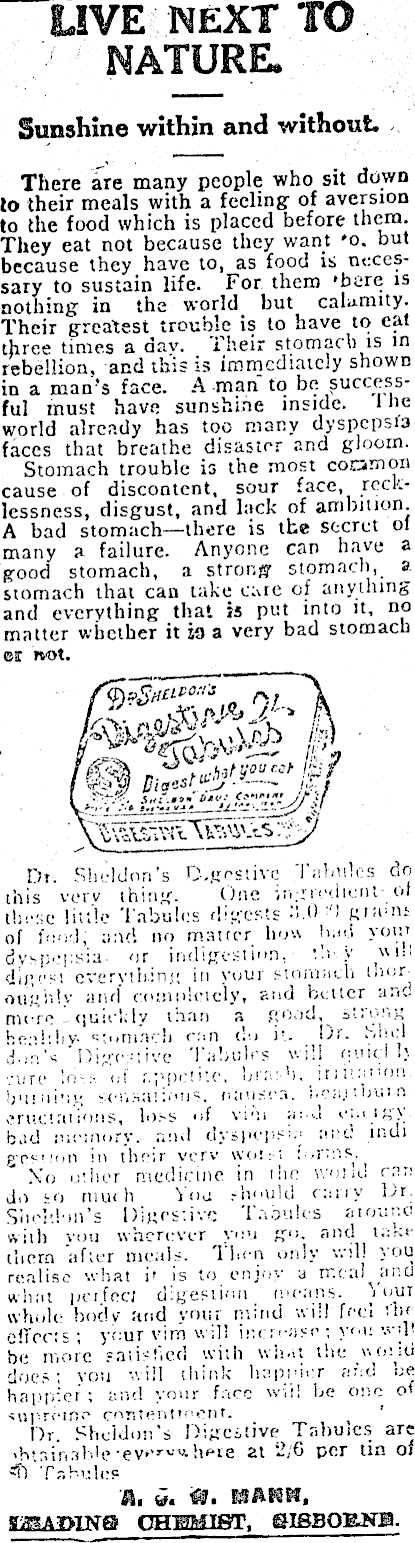 LIVE NEXT TO
NATURE.
Sunshine within and without.
There are many people who sit down
to their meals with a feeling of aversion
to the food which is placed before them.
They eat not because they want 'o, but
because they have to, as food is neces-
sary to sustain life. For them 'here is
nothing in the world but calamity.
Their greatest trouble is to have to eat
three times a day. Their stomach is in
rebellion, and this is immediately shown
in a man's face. A man to be success-
ful must have sunshine inside. The
world already has too many dyspepsia
faces that breathe disaster and gloom.
Stomach trouble is the most common
cause of discontent, sour face, reck-
lessness, disgust, and lack of ambition.
A bad stomach—there is the secret of
many a failure. Anyone can have a
good stomach, a strong stomach, a
stomach that can take care of anything
and everything that is put into it, no
matter whether it is a very bad stomach
or not.
Dr SHELDON'S
Digestive
Tabules
Digest what you eat
SHELDON DRUG COMPANY
DIGESTIVE TABULES
Dr. Sheldon's Digestive Tabules do
this very thing. One ingredient of
these little Tabules digests 3,000 grains
of food, and no matter how bad your
dyspepsia or indigestion, they will
digest everything in your stomach thor-
oughly and completely, and better and
more quickly than a good, strong
healthy stomach can do it. Dr. Shel
don's Digestive Tabules will quickly
cure loss of appetite, brash, irritation,
burning sensations, nausea, heartburn
eructations, loss of vim and energy,
bad memory, and dyspepsia and indi
gestion in their very worst forms.
No other medicine in the world can
do so much You should carry Dr.
Sheldon's Digestive Tabules around
with you wherever you go, and take
them after meals. Then only will you
realise what it is to enjoy a meal and
what perfect digestion means. Your
whole body and your mind will feel the
effects; your vim will increase; you will
be more satisfied with what the world
does; you will think happier and be
happier; and your face will be one of
supreme contentment.
Dr. Sheldon's Digestive Tabules are
obtainable everywhere at 2/6 per tin of
Tabules
A. J. W. MANN,
LEADING CHEMIST, GISBORNE.